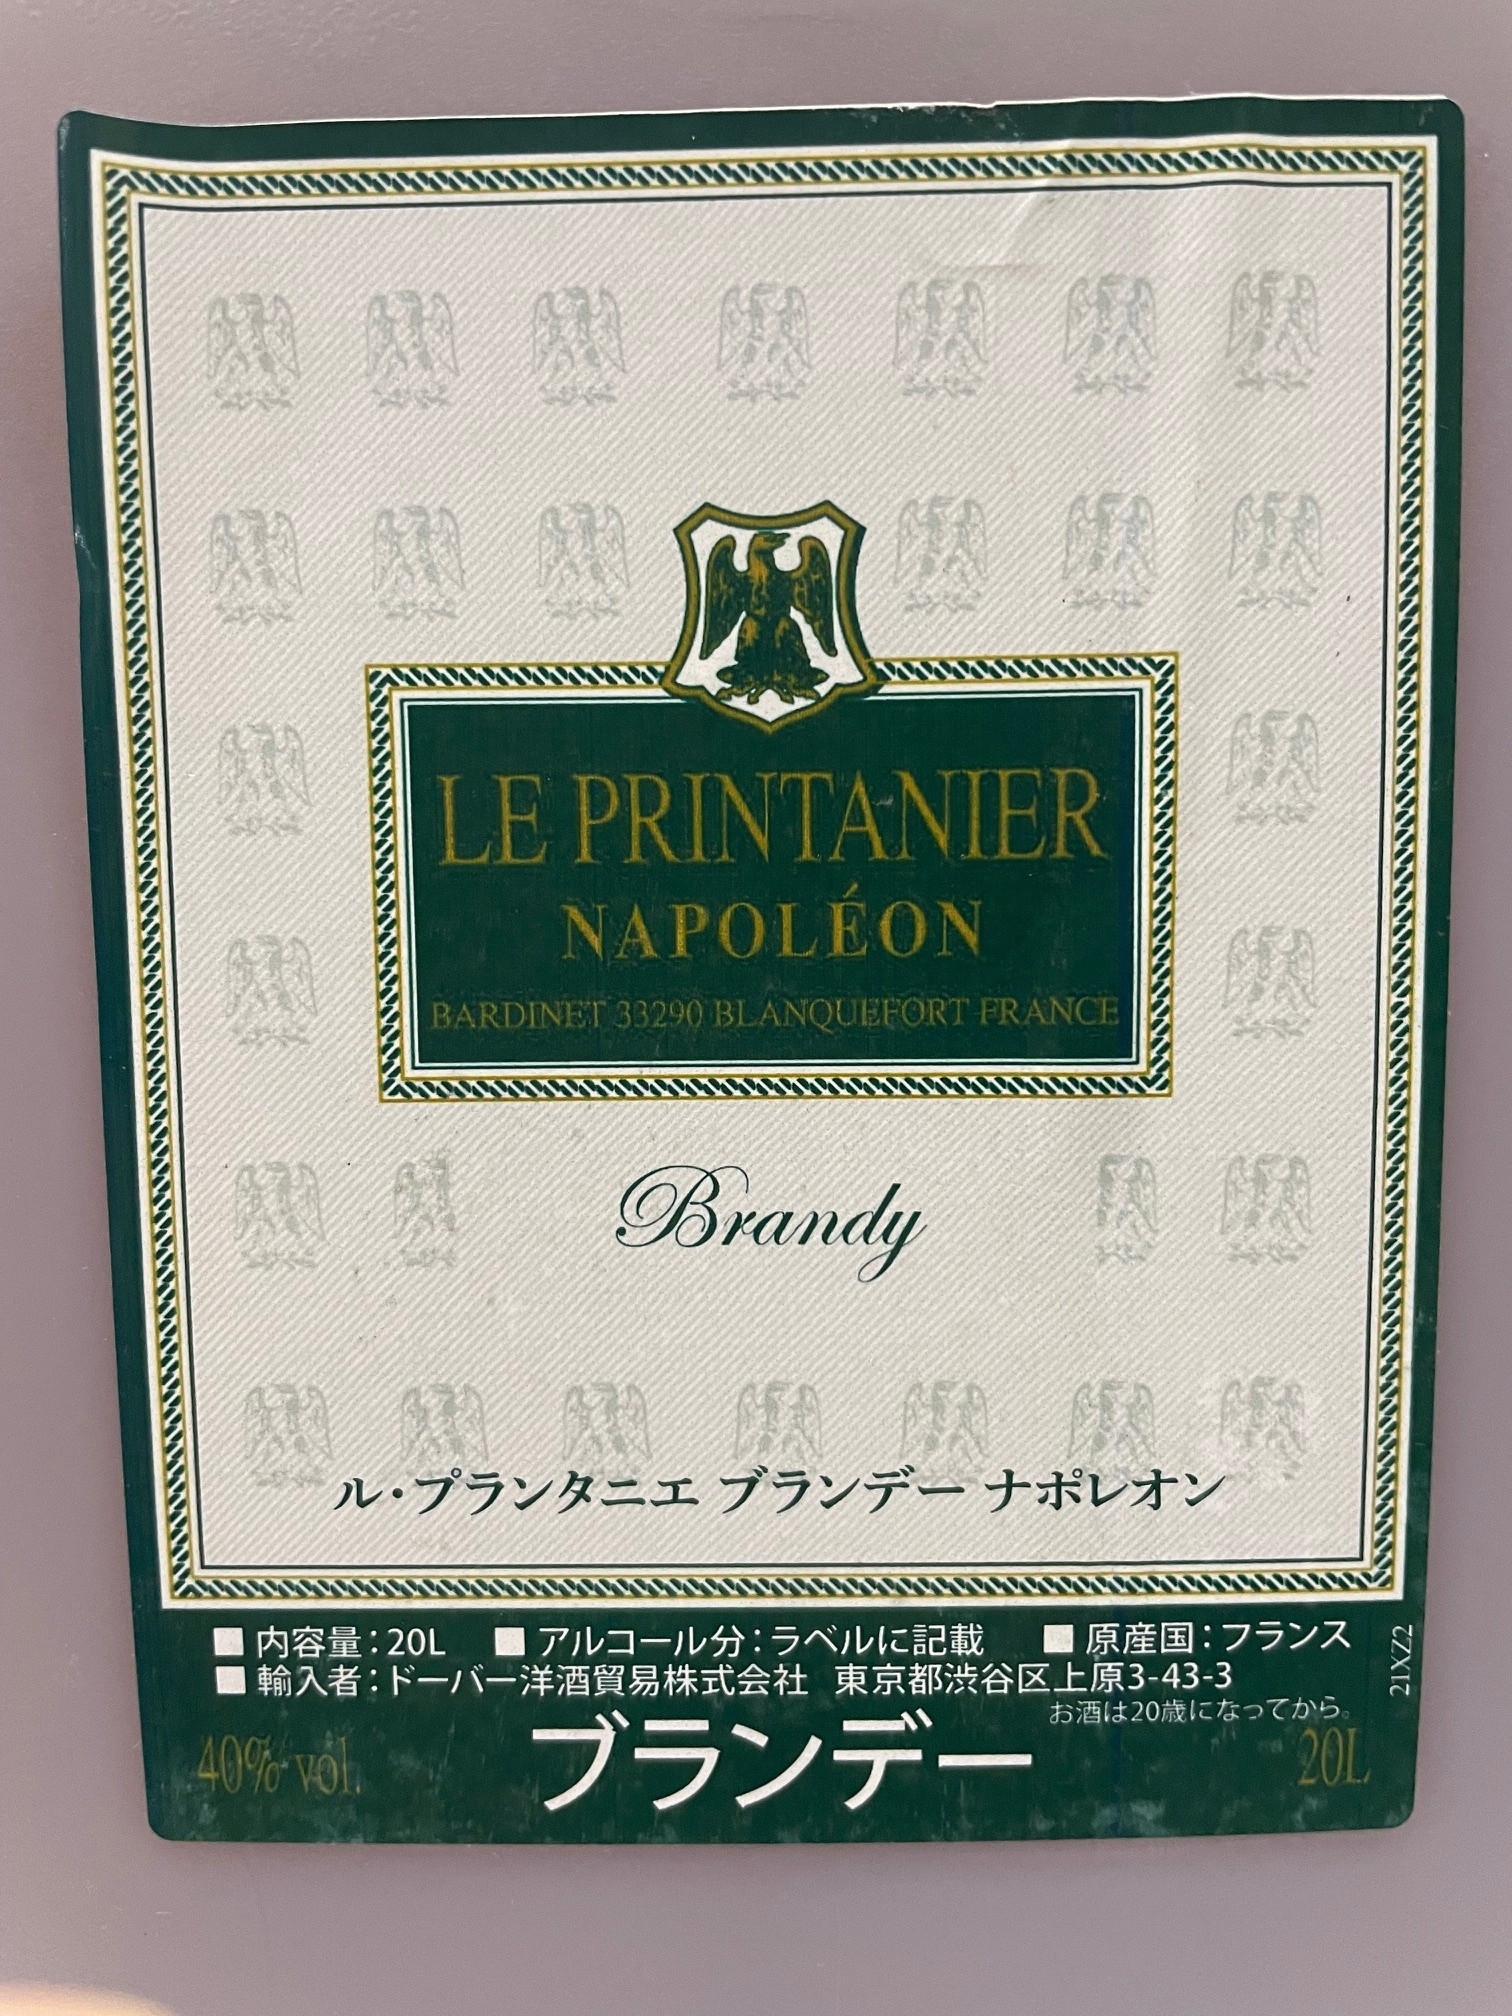 LE PRINTANIER
NAPOLÉON
BARDINET 33290 BLANQUEFORT FRANCE
Brandy
ル・プランタニエ ブランデー ナポレオン
■内容量：20L ■アルコール分：ラベルに記載 ■原産国：フランス
■輸入者：ドーバー洋酒貿易株式会社 東京都渋谷区上原3-43-3
お酒は20歳になってから。
21XZ2
40% vol. ブランデー 20L